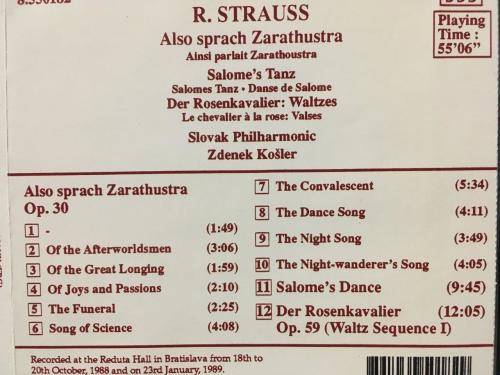 R. STRAUSS
Also sprach Zarathustra
Ainsi parlait Zarathoustra
Salome's Tanz
Salomes Tanz · Danse de Salome
Der Rosenkavalier: Waltzes
Le chevalier à la rose: Valses
Slovak Philharmonic
Zdenek Košler
Playing
Time :
55'06"
Also sprach Zarathustra
Op. 30
1 - (1:49)
2 Of the Afterworldsmen (3:06)
3 Of the Great Longing (1:59)
4 Of Joys and Passions (2:10)
5 The Funeral (2:25)
6 Song of Science (4:08)
7 The Convalescent (5:34)
8 The Dance Song (4:11)
9 The Night Song (3:49)
10 The Night-wanderer's Song (4:05)
11 Salome's Dance (9:45)
12 Der Rosenkavalier (12:05)
Op. 59 (Waltz Sequence I)
Recorded at the Reduta Hall in Bratislava from 18th to
20th October, 1988 and on 23rd January, 1989.